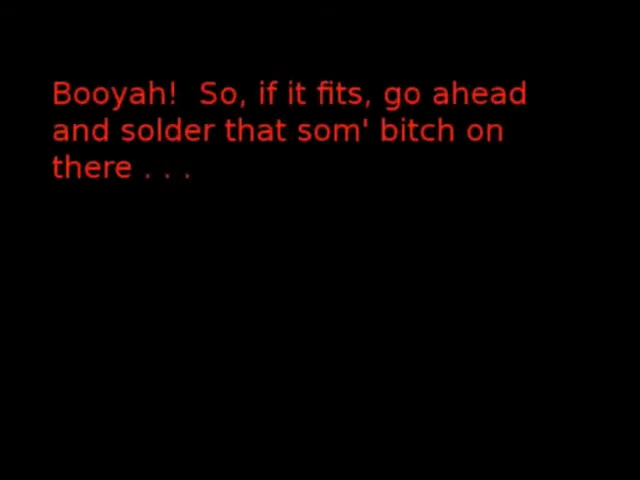 Booyah!  So, if it fits, go ahead
and solder that som' bitch on
there . . .